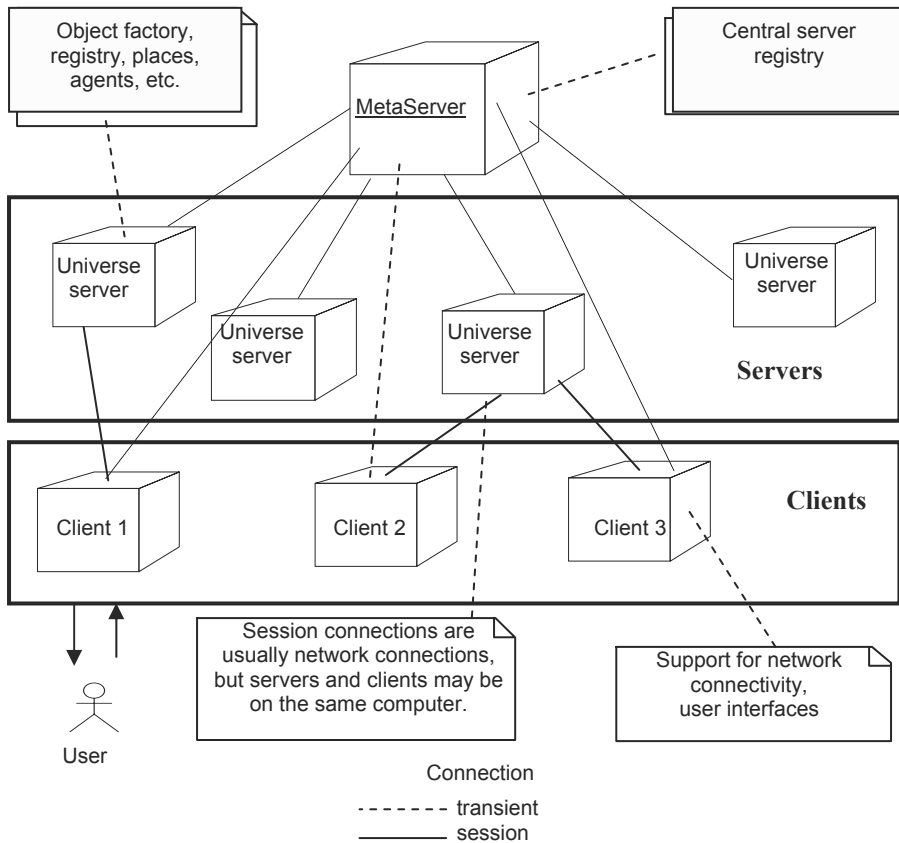 Object factory,
registry, places,
agents, etc.
Central server
registry
MetaServer
Universe
server
Universe
server
Universe
server
Universe
server
Servers
Clients
Client 1
Client 2
Client 3
Session connections are
usually network connections,
but servers and clients may be
on the same computer.
Support for network
connectivity,
user interfaces
User
Connection
transient
session